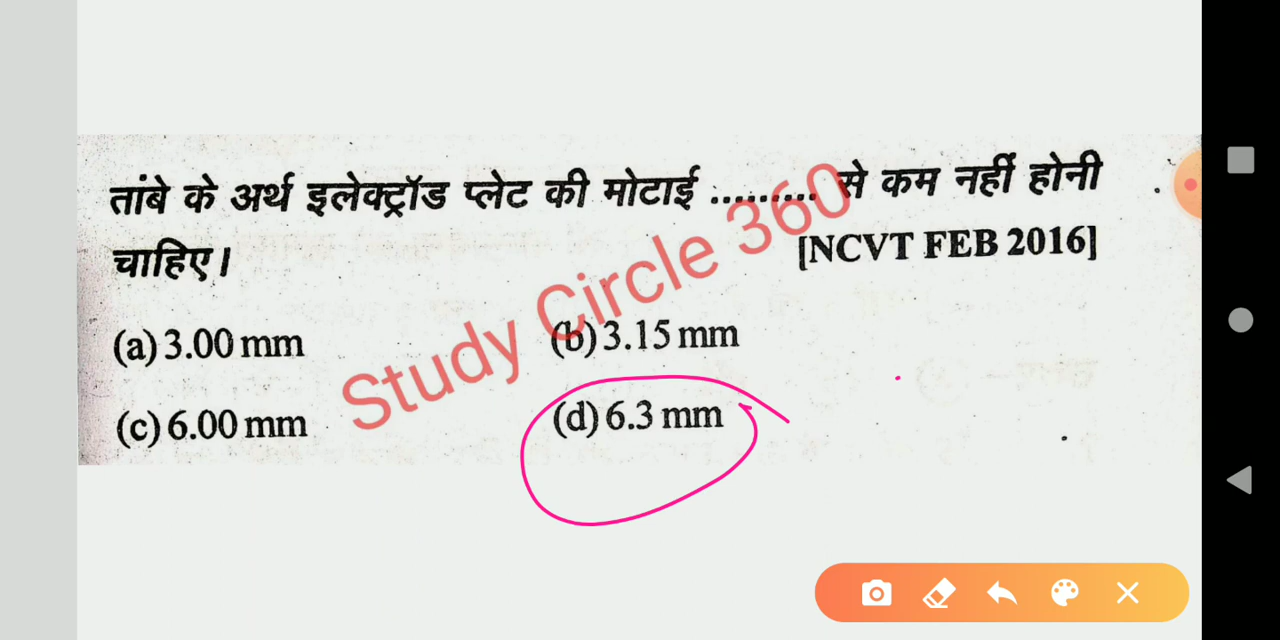 तांबे के अर्थ इलेक्ट्रॉड प्लेट की मोटाई ......... से कम नहीं होनी
चाहिए।
[NCVT FEB 2016]
(a) 3.00 mm
(b) 3.15 mm
(c) 6.00 mm
(d) 6.3 mm
Study Circle 360